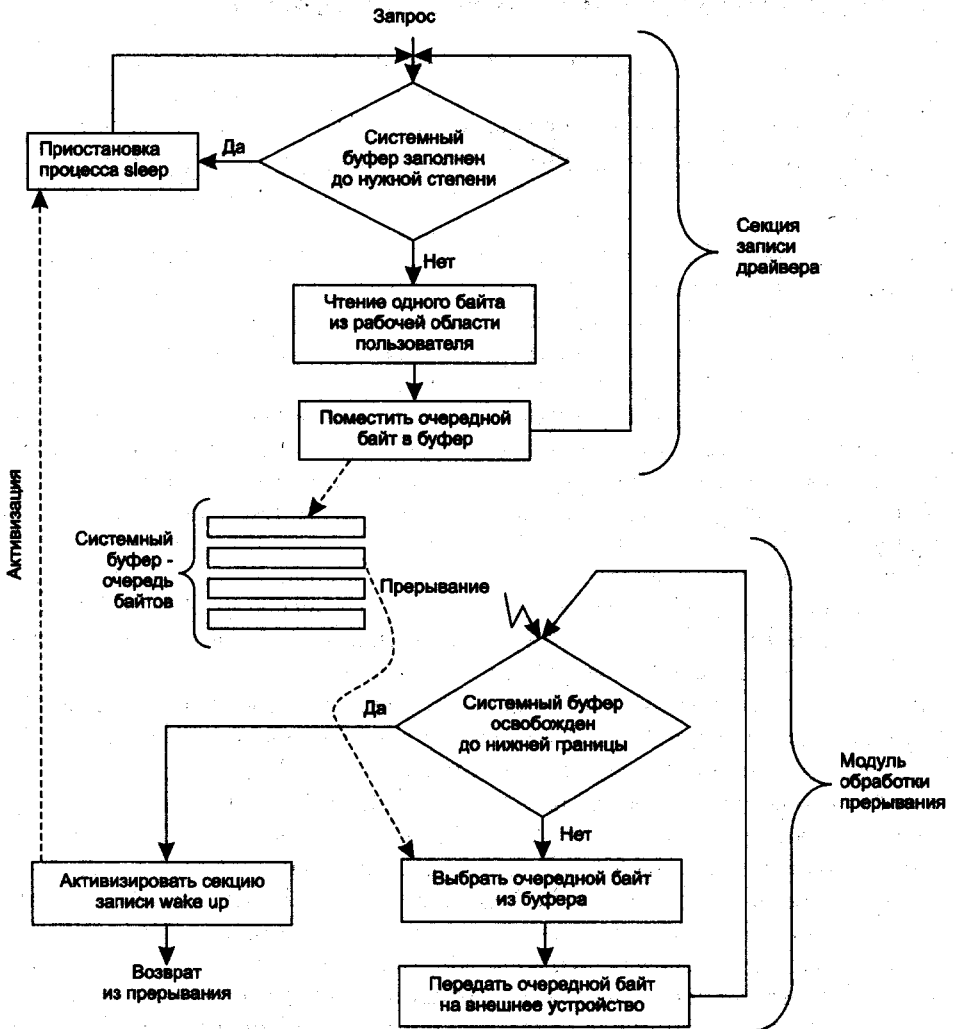 Запрос
Системный
буфер заполнен
до нужной степени
Да
Приостановка
процесса sleep
Нет
Чтение одного байта
из рабочей области
пользователя
Поместить очередной
байт в буфер
Секция
записи
драйвера
Активизация
Системный
буфер -
очередь
байтов
Прерывание
Системный буфер
освобожден
до нижней границы
Да
Нет
Модуль
обработки
прерывания
Активизировать секцию
записи wake up
Возврат
из прерывания
Выбрать очередной байт
из буфера
Передать очередной байт
на внешнее устройство